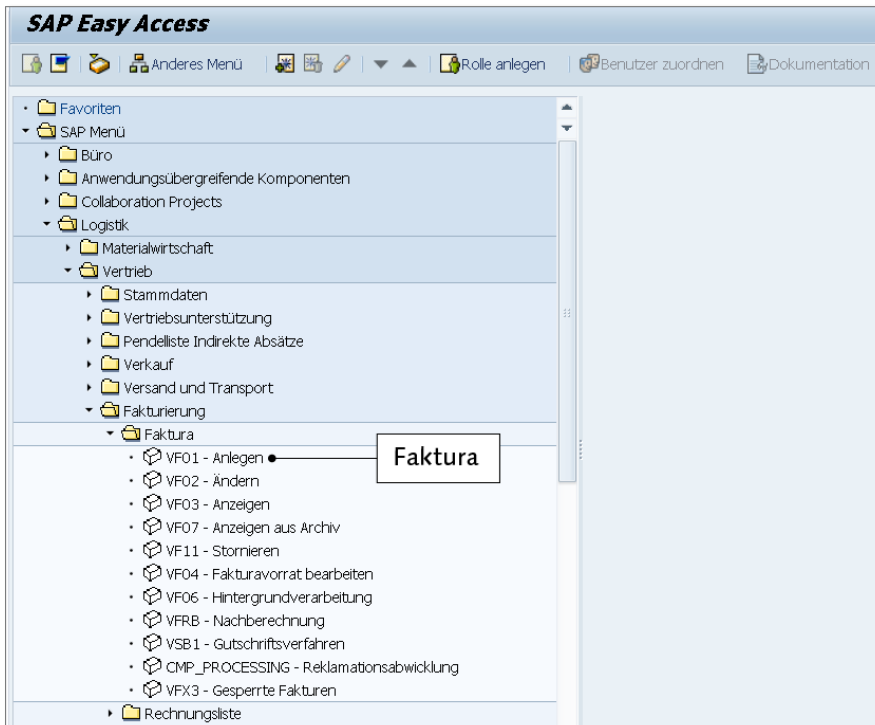 SAP Easy Access
Anderes Menü Rolle anlegen Benutzer zuordnen Dokumentation
Favoriten
SAP Menü
Büro
Anwendungsübergreifende Komponenten
Collaboration Projects
Logistik
Materialwirtschaft
Vertrieb
Stammdaten
Vertriebsunterstützung
Pendelliste Indirekte Absätze
Verkauf
Versand und Transport
Fakturierung
Faktura
VF01 - Anlegen Faktura
VF02 - Ändern
VF03 - Anzeigen
VF07 - Anzeigen aus Archiv
VF11 - Stornieren
VF04 - Fakturavorrat bearbeiten
VF06 - Hintergrundverarbeitung
VFRB - Nachberechnung
VSB1 - Gutschriftsverfahren
CMP_PROCESSING - Reklamationsabwicklung
VFX3 - Gesperrte Fakturen
Rechnungsliste